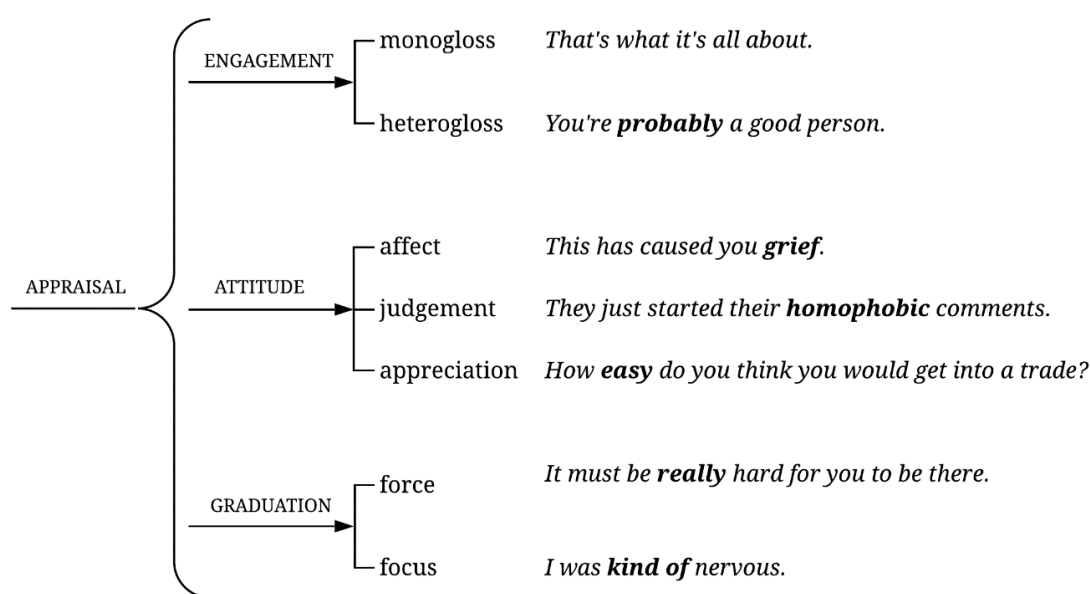 ENGAGEMENT
monogloss That's what it's all about.
heterogloss You're probably a good person.
APPRAISAL
ATTITUDE
affect This has caused you grief.
judgement They just started their homophobic comments.
appreciation How easy do you think you would get into a trade?
GRADUATION
force It must be really hard for you to be there.
focus I was kind of nervous.